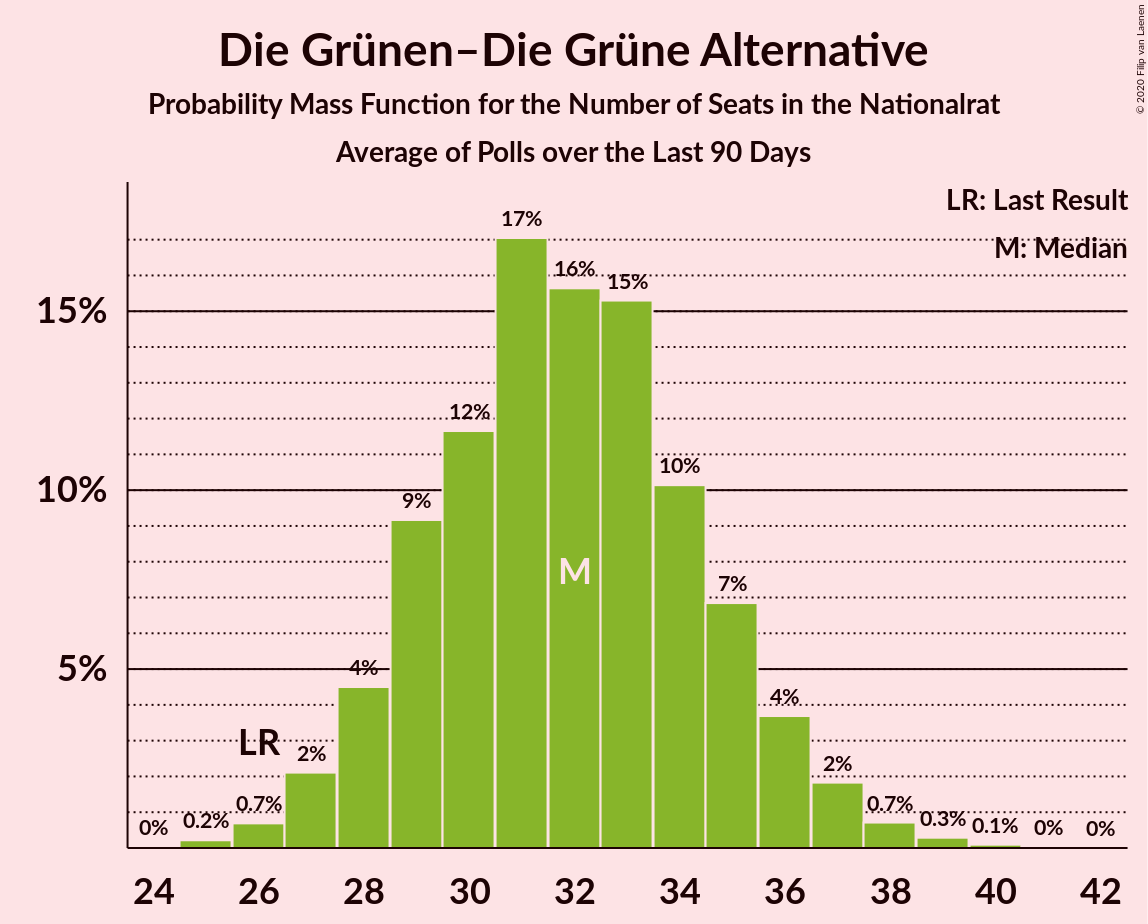 Die Grünen–Die Grüne Alternative
Probability Mass Function for the Number of Seats in the Nationalrat
Average of Polls over the Last 90 Days
© 2020 Filip van Laenen
LR: Last Result
M: Median
15%
10%
5%
0%
0.2%
0.7%
LR
2%
4%
9%
12%
17%
16%
M
15%
10%
7%
4%
2%
0.7%
0.3%
0.1%
0%
0%
24 26 28 30 32 34 36 38 40 42